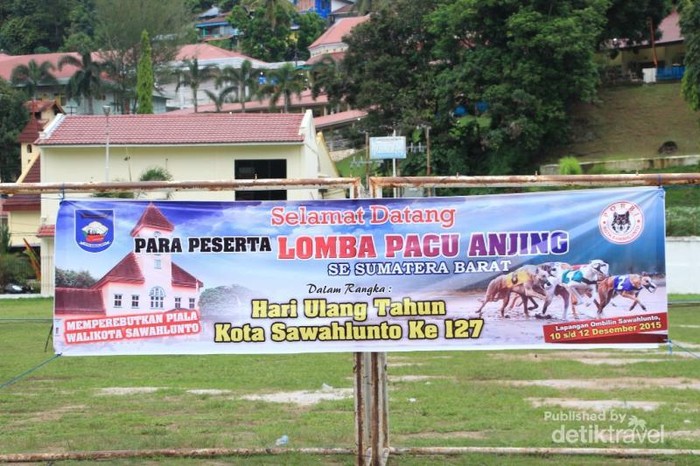 Selamat Datang
PARA PESERTA LOMBA PACU ANJING
SE SUMATERA BARAT
Dalam Rangka :
Hari Ulang Tahun
Kota Sawahlunto Ke 127
MEMPEREBUTKAN PIALA
WALIKOTA SAWAHLUNTO
Lapangan Ombilin Sawahlunto,
10 s/d 12 Desember 2015
Published by
detiktravel